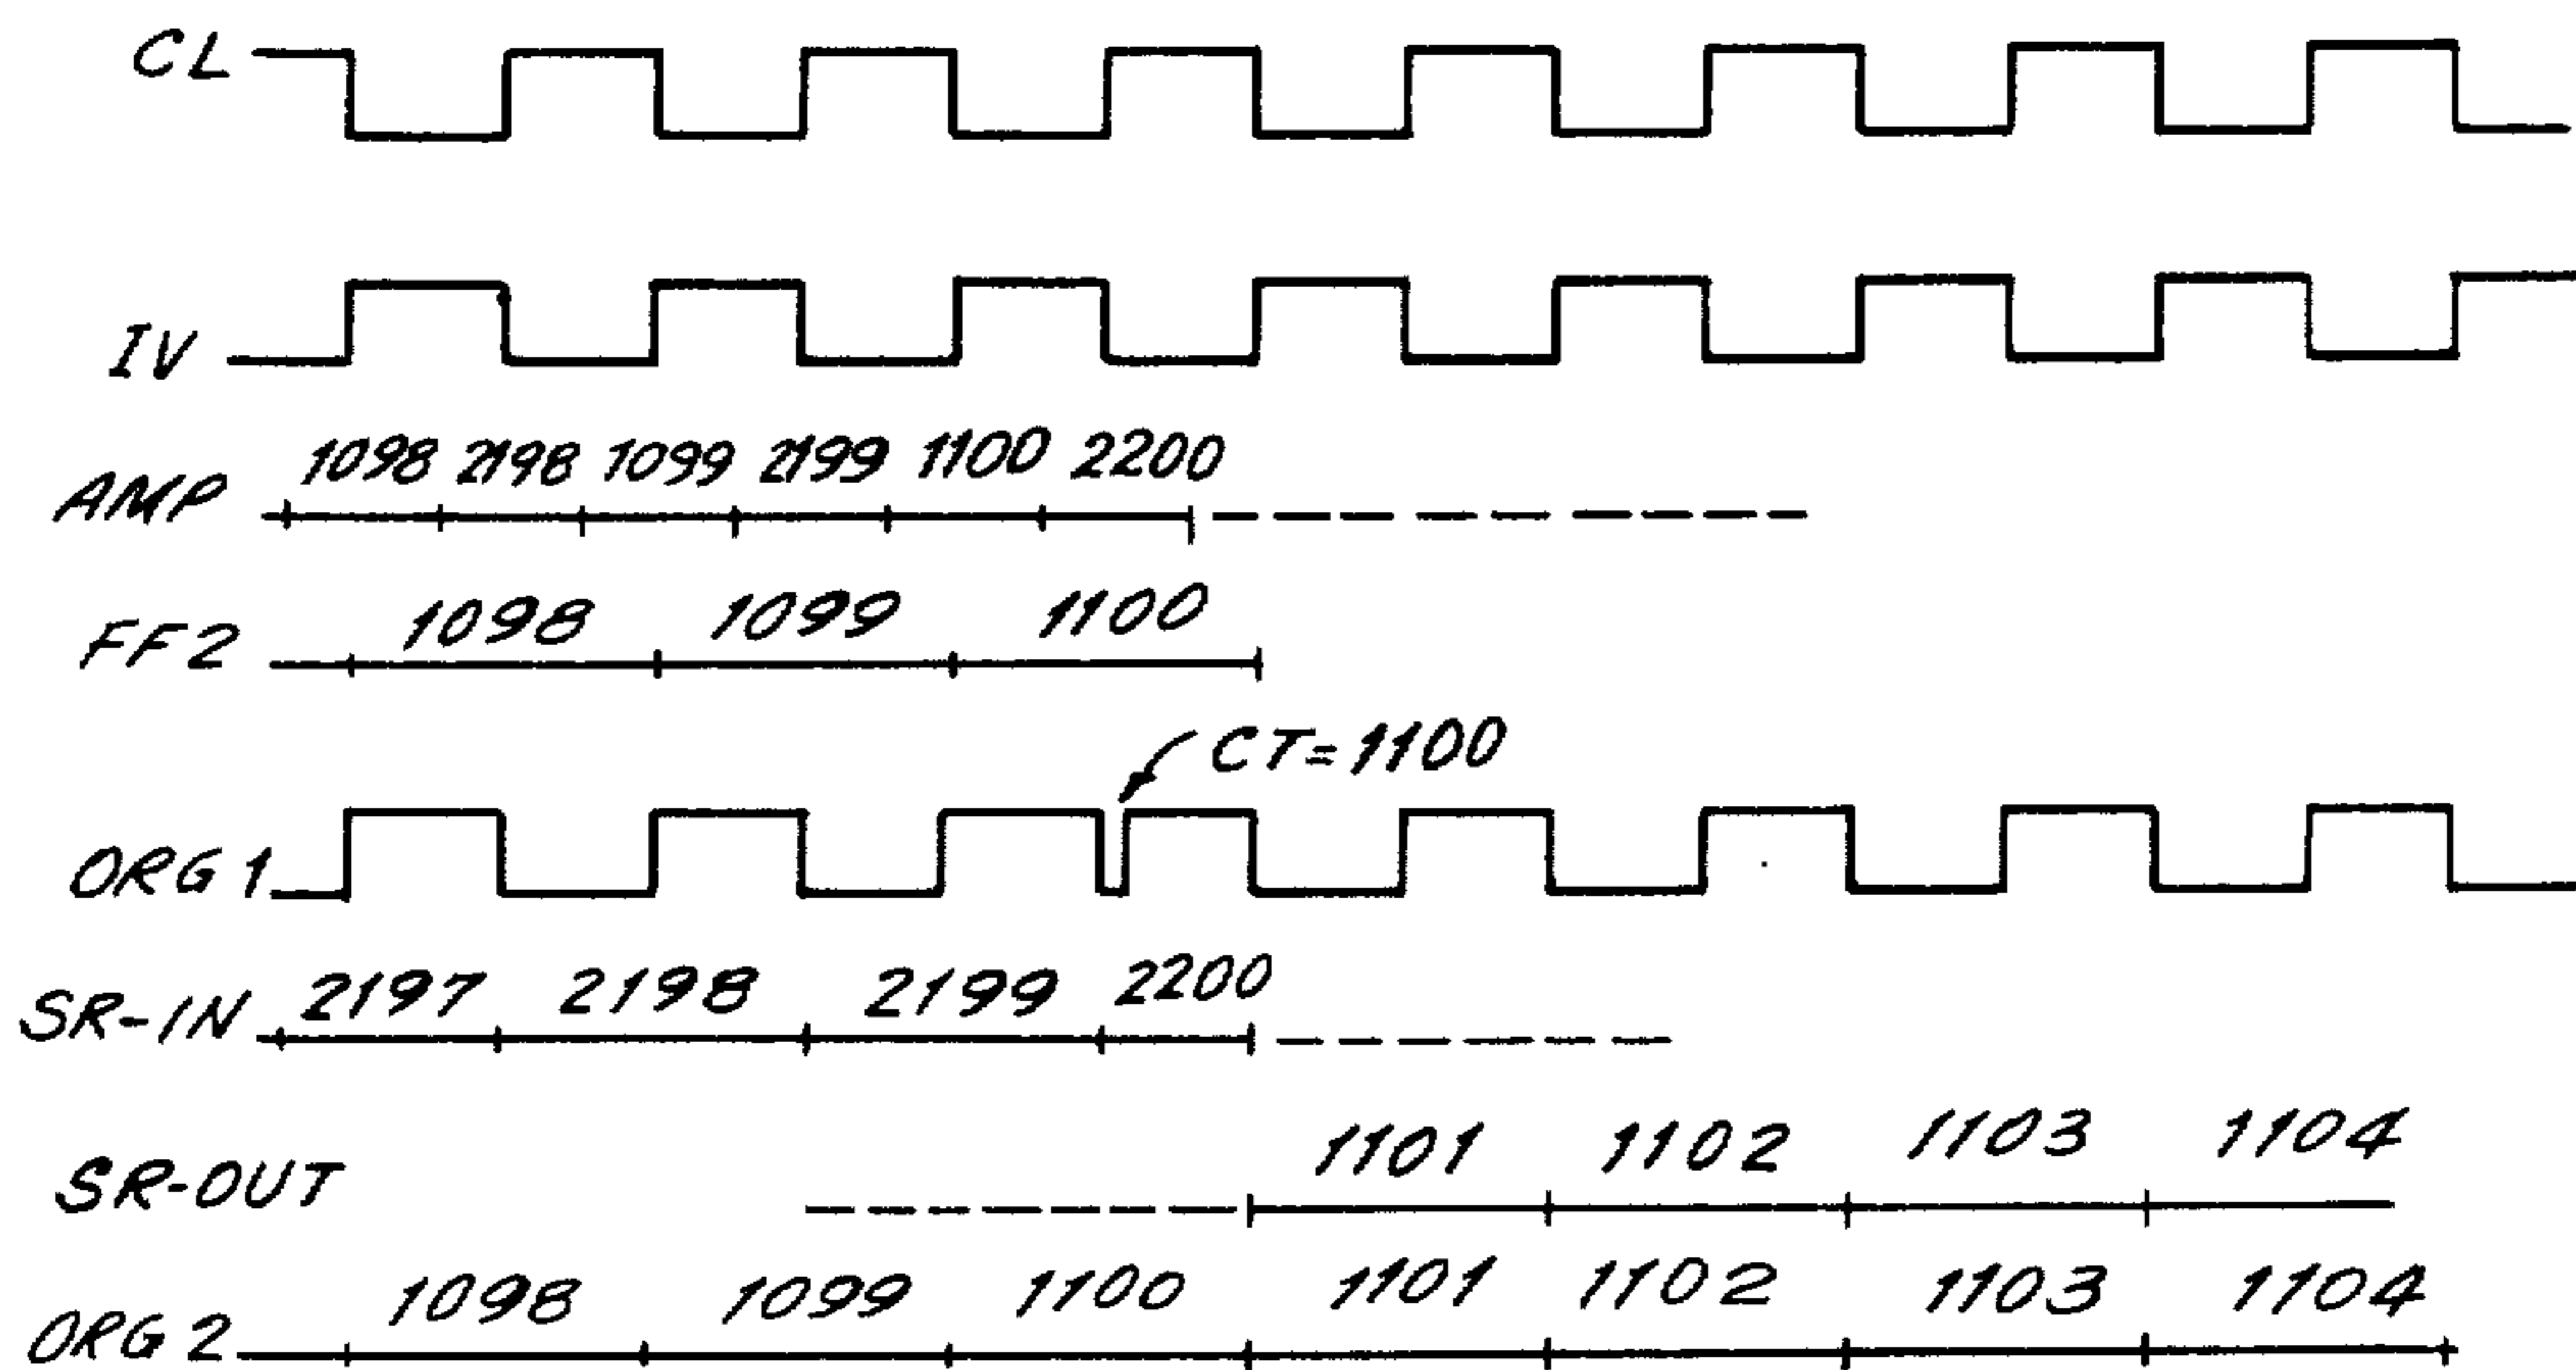 CL
IV
AMP 1098 2198 1099 2199 1100 2200
FF2 1098 1099 1100
CT=1100
ORG 1
SR-IN 2197 2198 2199 2200
SR-OUT 1101 1102 1103 1104
ORG 2 1098 1099 1100 1101 1102 1103 1104